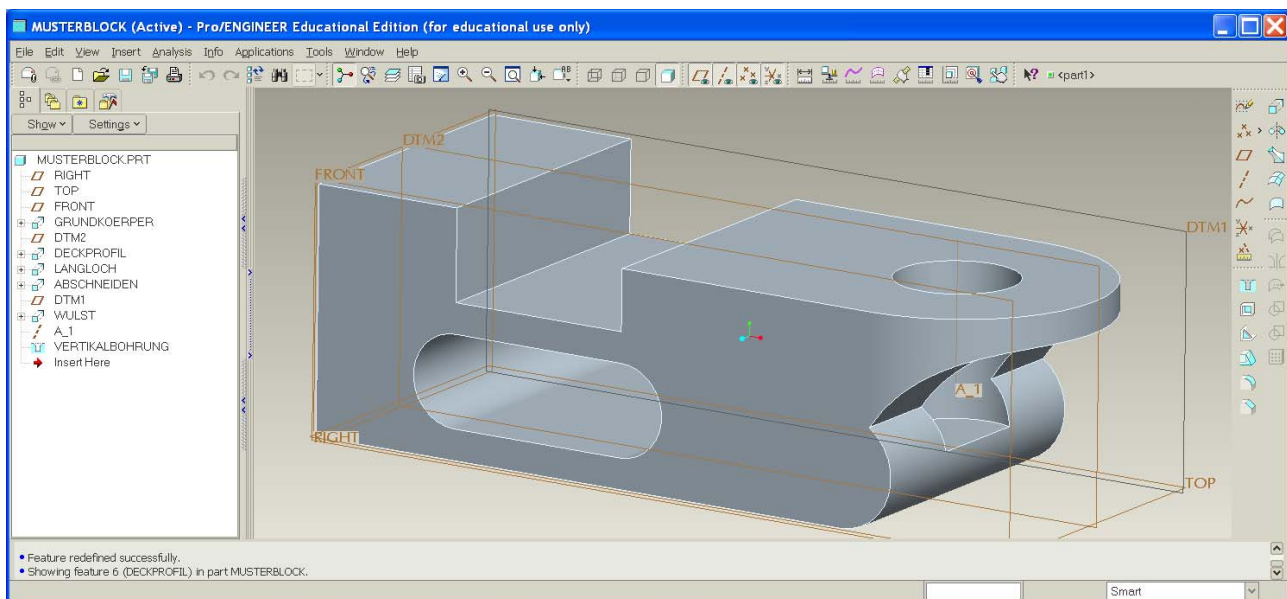 MUSTERBLOCK (Active) - Pro/ENGINEER Educational Edition (for educational use only)
File Edit View Insert Analysis Info Applications Tools Window Help
<part1>
Show Settings
MUSTERBLOCK.PRT
RIGHT
TOP
FRONT
GRUNDKOERPER
DTM2
DECKPROFIL
LANGLOCH
ABSCHNEIDEN
DTM1
WULST
A_1
VERTIKALBOHRUNG
Insert Here
DTM2
FRONT
DTM1
A_1
RIGHT
TOP
• Feature redefined successfully.
• Showing feature 6 (DECKPROFIL) in part MUSTERBLOCK.
Smart